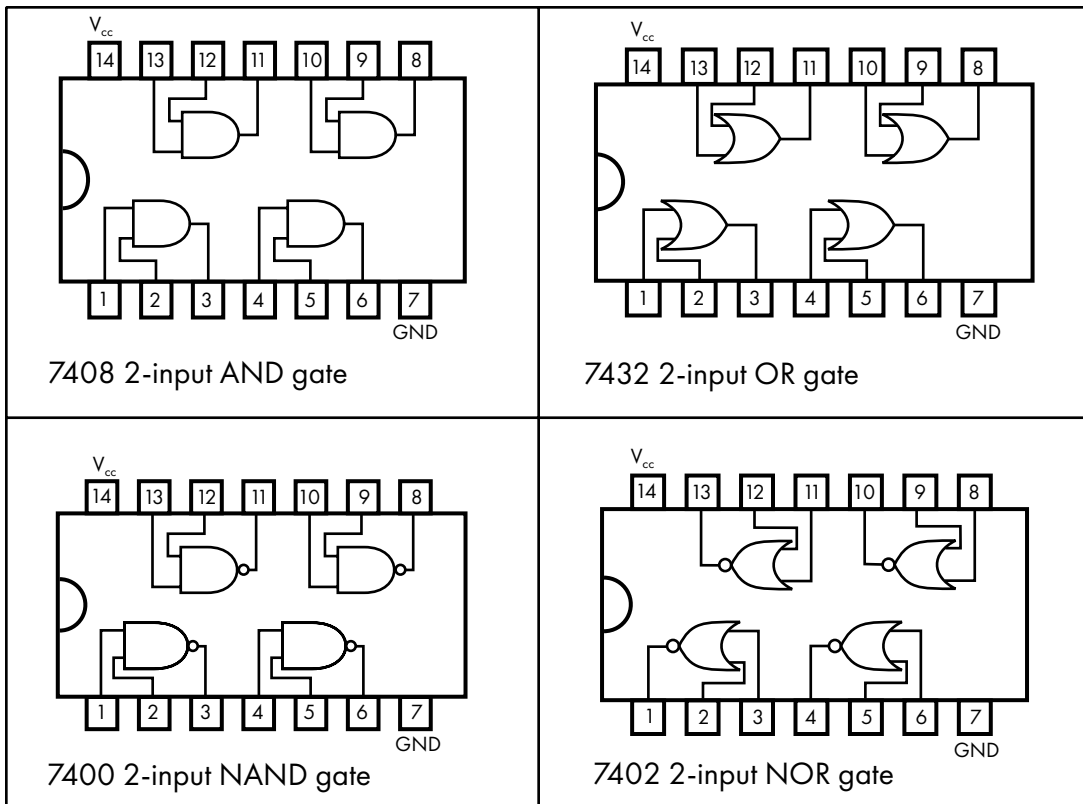 V_cc
14 13 12 11 10 9 8
1 2 3 4 5 6 7
GND
7408 2-input AND gate
V_cc
14 13 12 11 10 9 8
1 2 3 4 5 6 7
GND
7432 2-input OR gate
V_cc
14 13 12 11 10 9 8
1 2 3 4 5 6 7
GND
7400 2-input NAND gate
V_cc
14 13 12 11 10 9 8
1 2 3 4 5 6 7
GND
7402 2-input NOR gate